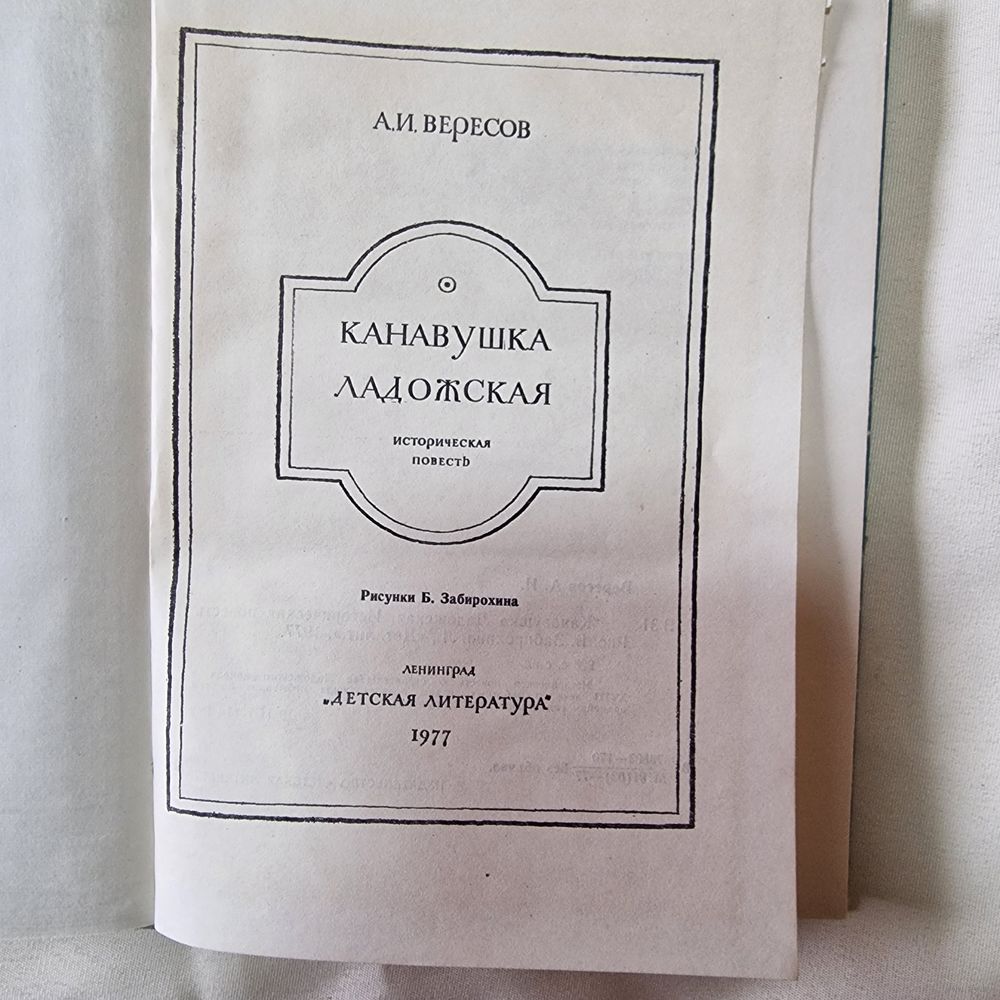 А.И. ВЕРЕСОВ
КАНАВУШКА
ЛАДОЖСКАЯ
ИСТОРИЧЕСКАЯ
ПОВЕСТЬ
Рисунки Б. Забирохина
ЛЕНИНГРАД
„ДЕТСКАЯ ЛИТЕРАТУРА"
1977